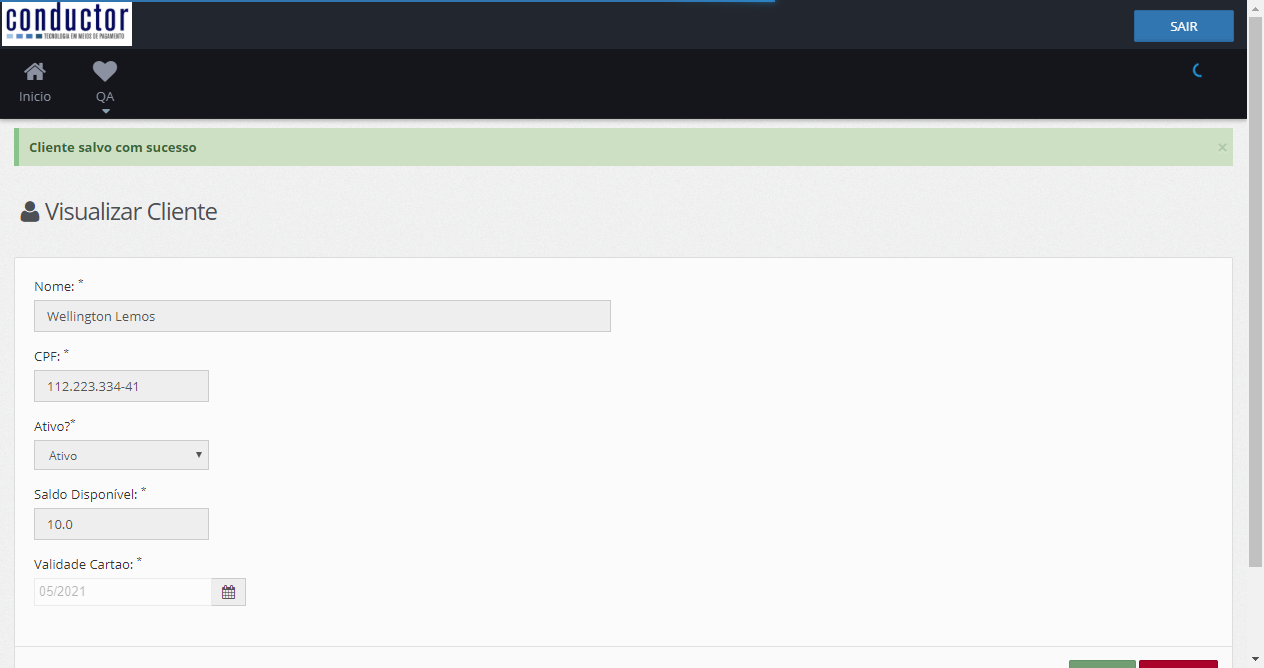 conductor
TECNOLOGIA EM MEIOS DE PAGAMENTO
SAIR
Inicio
QA
Cliente salvo com sucesso
×
Visualizar Cliente
Nome: *
Wellington Lemos
CPF: *
112.223.334-41
Ativo?*
Ativo
Saldo Disponível: *
10.0
Validade Cartao: *
05/2021